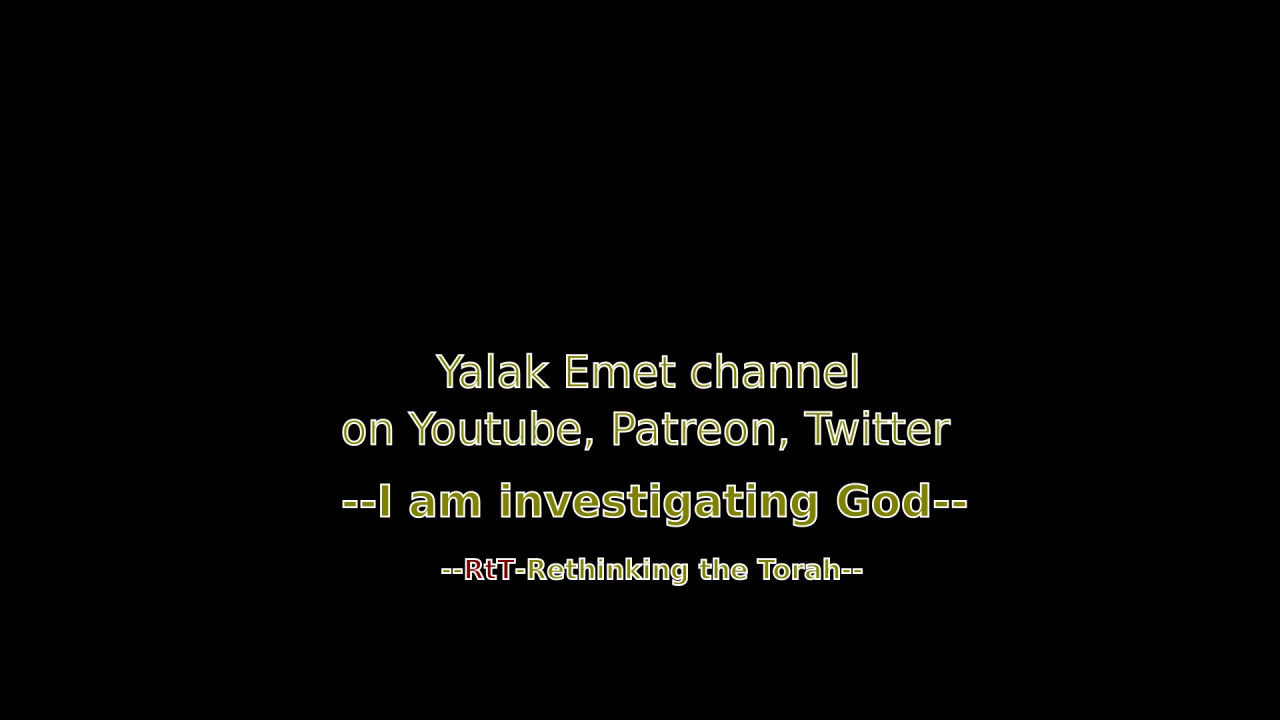 Yalak Emet channel
on Youtube, Patreon, Twitter
--I am investigating God--
--RtT-Rethinking the Torah--